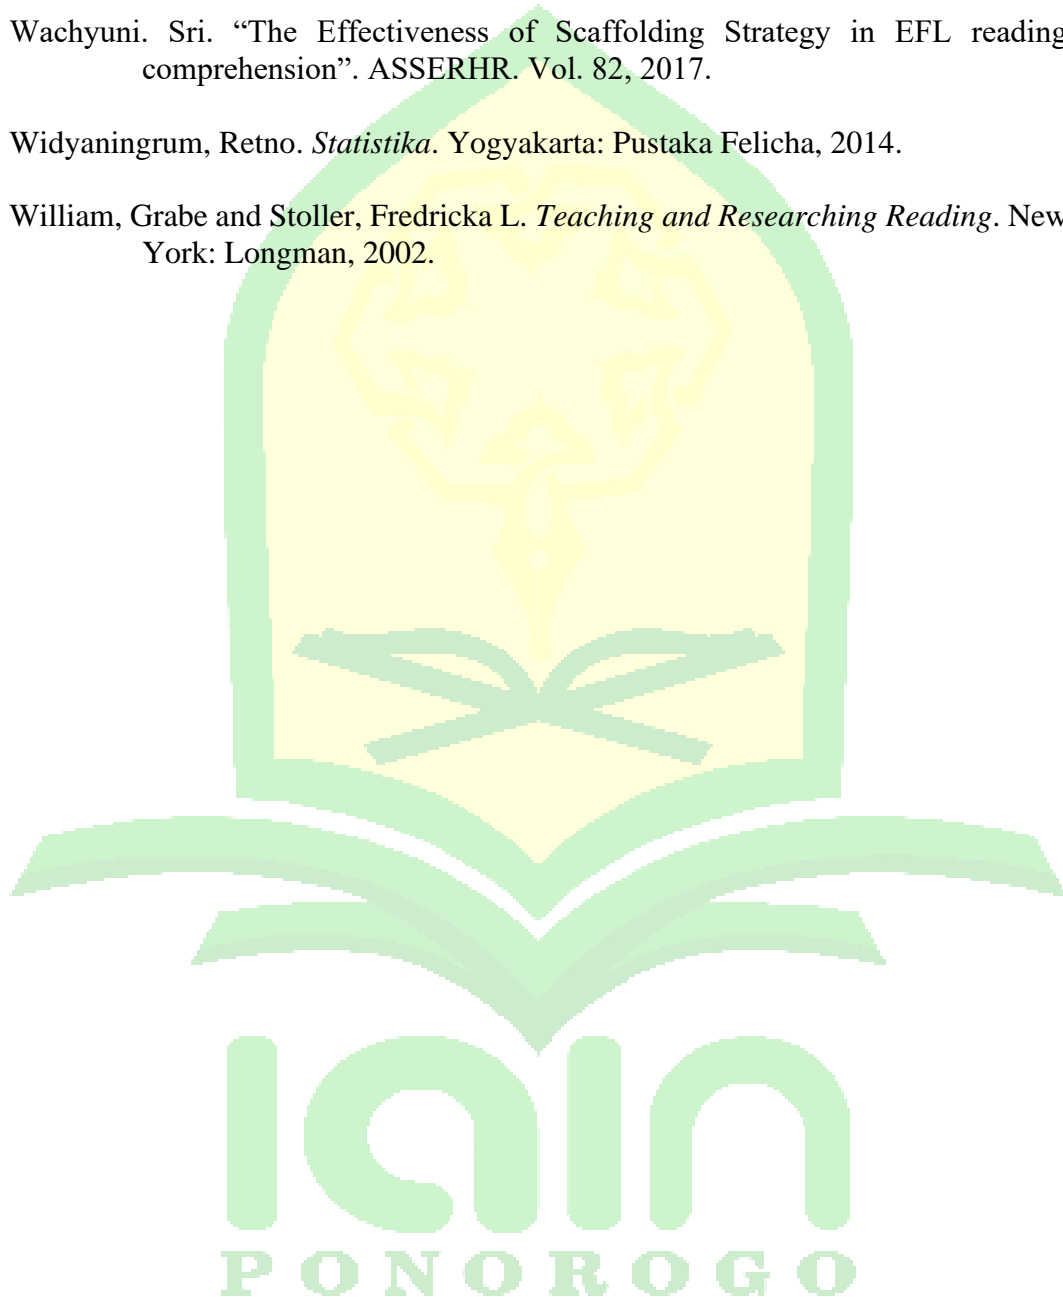 Wachyuni. Sri. “The Effectiveness of Scaffolding Strategy in EFL reading
comprehension”. ASSERHR. Vol. 82, 2017.
Widyaningrum, Retno. Statistika. Yogyakarta: Pustaka Felicha, 2014.
William, Grabe and Stoller, Fredricka L. Teaching and Researching Reading. New
York: Longman, 2002.
iain
PONOROGO